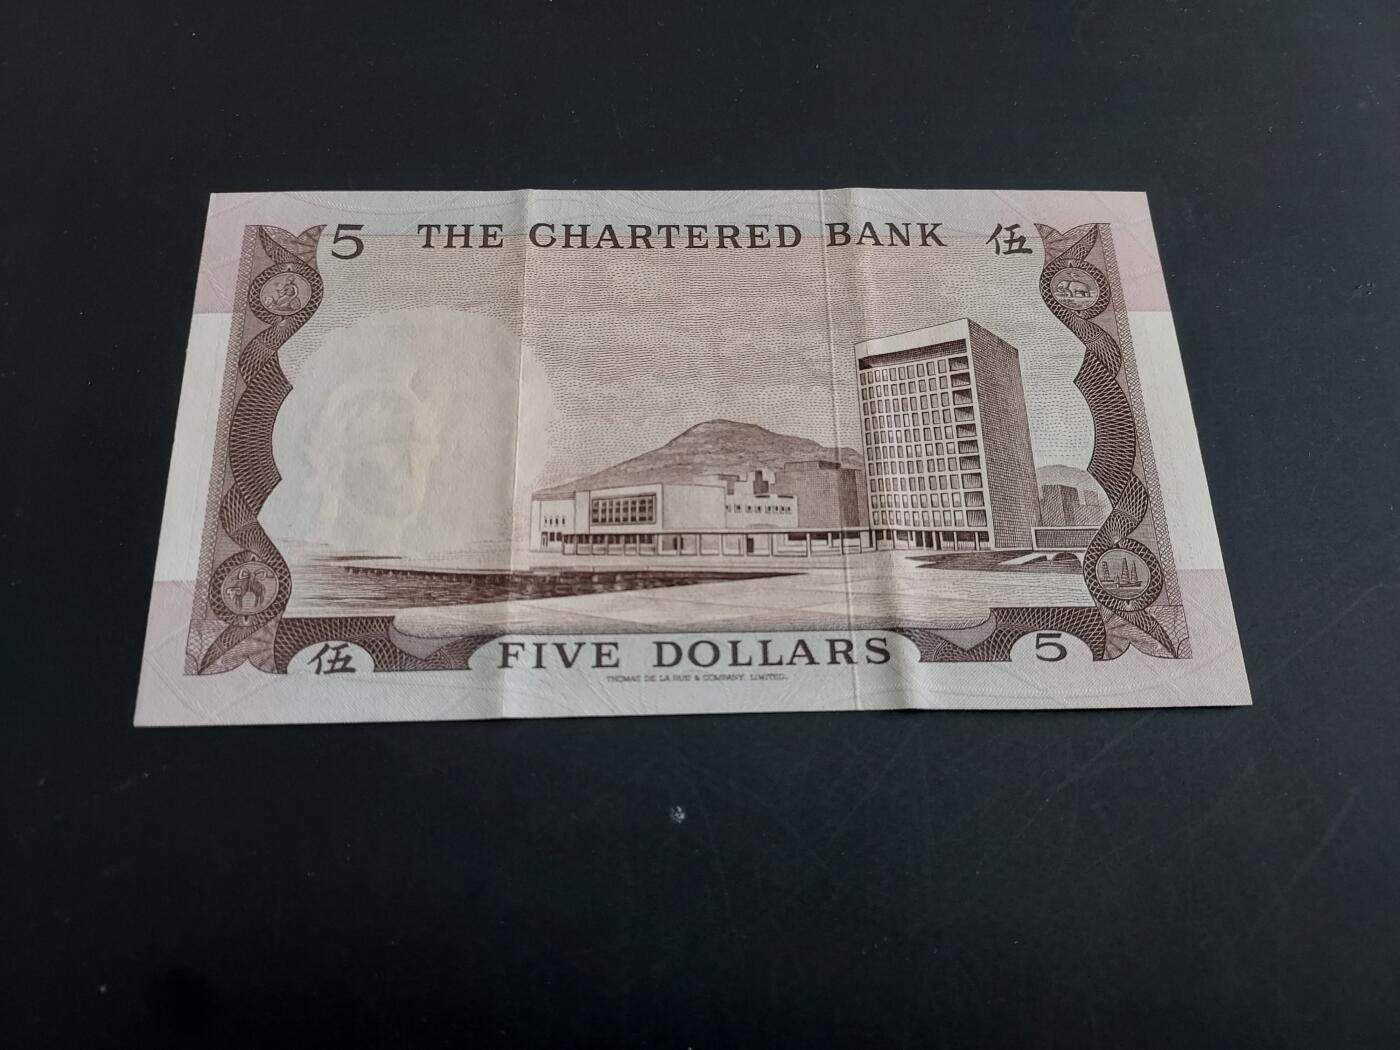 5 THE CHARTERED BANK 伍
伍 FIVE DOLLARS 5
THOMAS DE LA RUE & COMPANY, LIMITED.